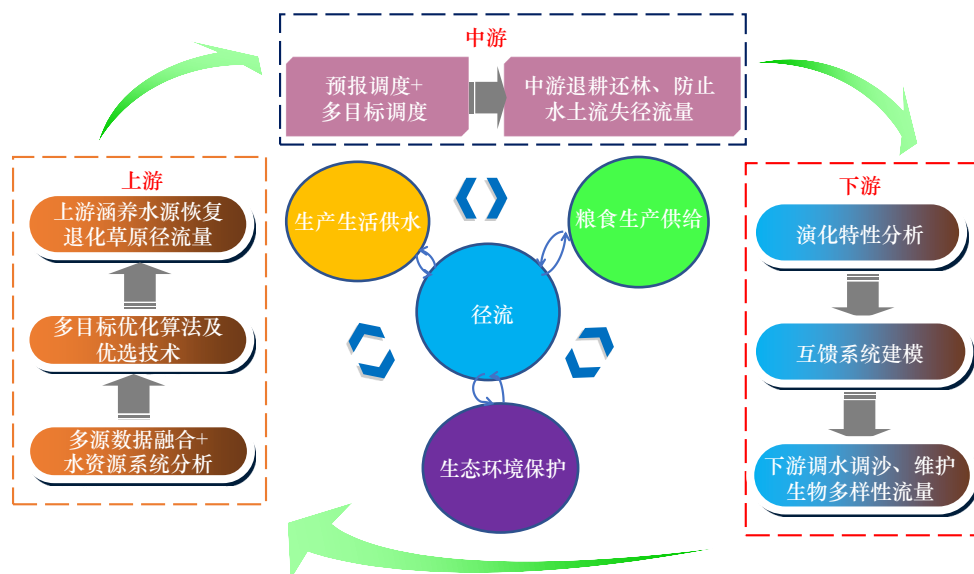 中游
预报调度+
多目标调度
中游退耕还林、防止
水土流失径流量
上游
上游涵养水源恢复
退化草原径流量
多目标优化算法及
优选技术
多源数据融合+
水资源系统分析
生产生活供水
粮食生产供给
径流
生态环境保护
下游
演化特性分析
互馈系统建模
下游调水调沙、维护
生物多样性流量